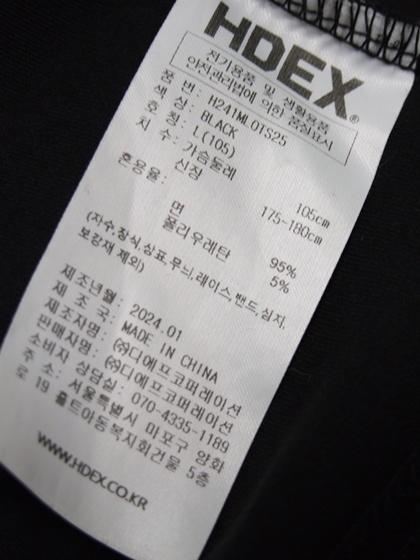 HDEX®
전기용품 및 생활용품
안전관리법에 의한 품질표시
품 번: H241MLOTS25
색 상: BLACK
호 칭: L(105)
치 수: 가슴둘레 105cm
신장 175-180cm
혼용율:
면 95%
폴리우레탄 5%
(자수,장식,상표,무늬,레이스,밴드,심지,
보강재 제외)
제조년월: 2024.01
제 조 국: MADE IN CHINA
제조자명: ㈜디에프코퍼레이션
판매자명: ㈜디에프코퍼레이션
소비자 상담실: 070-4335-1189
주 소: 서울특별시 마포구 양화
로 19 홀트아동복지회건물 5층
WWW.HDEX.CO.KR